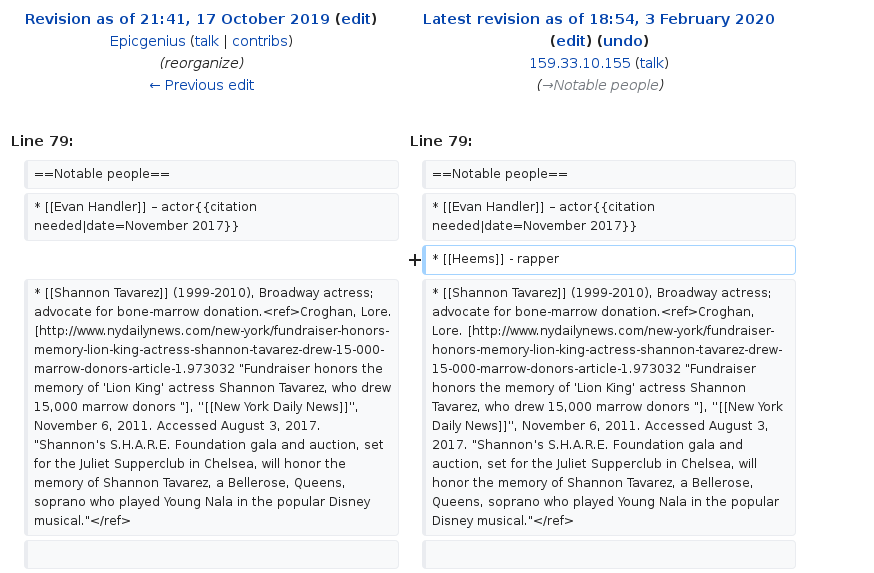 Revision as of 21:41, 17 October 2019 (edit)
Epicgenius (talk | contribs)
(reorganize)
← Previous edit
Latest revision as of 18:54, 3 February 2020
(edit) (undo)
159.33.10.155 (talk)
(→Notable people)
Line 79:
Line 79:
==Notable people==
==Notable people==
* [[Evan Handler]] – actor{{citation
needed|date=November 2017}}
* [[Evan Handler]] – actor{{citation
needed|date=November 2017}}
+
* [[Heems]] - rapper
* [[Shannon Tavarez]] (1999-2010), Broadway actress;
advocate for bone-marrow donation.<ref>Croghan, Lore.
[http://www.nydailynews.com/new-york/fundraiser-honors-
memory-lion-king-actress-shannon-tavarez-drew-15-000-
marrow-donors-article-1.973032 "Fundraiser honors the
memory of 'Lion King' actress Shannon Tavarez, who drew
15,000 marrow donors "], ''[[New York Daily News]]'',
November 6, 2011. Accessed August 3, 2017.
"Shannon's S.H.A.R.E. Foundation gala and auction, set
for the Juliet Supperclub in Chelsea, will honor the
memory of Shannon Tavarez, a Bellerose, Queens,
soprano who played Young Nala in the popular Disney
musical."</ref>
* [[Shannon Tavarez]] (1999-2010), Broadway actress;
advocate for bone-marrow donation.<ref>Croghan,
Lore. [http://www.nydailynews.com/new-york/fundraiser-
honors-memory-lion-king-actress-shannon-tavarez-drew-
15-000-marrow-donors-article-1.973032 "Fundraiser
honors the memory of 'Lion King' actress Shannon
Tavarez, who drew 15,000 marrow donors "], ''[[New York
Daily News]]'', November 6, 2011. Accessed August 3,
2017. "Shannon's S.H.A.R.E. Foundation gala and
auction, set for the Juliet Supperclub in Chelsea, will
honor the memory of Shannon Tavarez, a Bellerose,
Queens, soprano who played Young Nala in the popular
Disney musical."</ref>